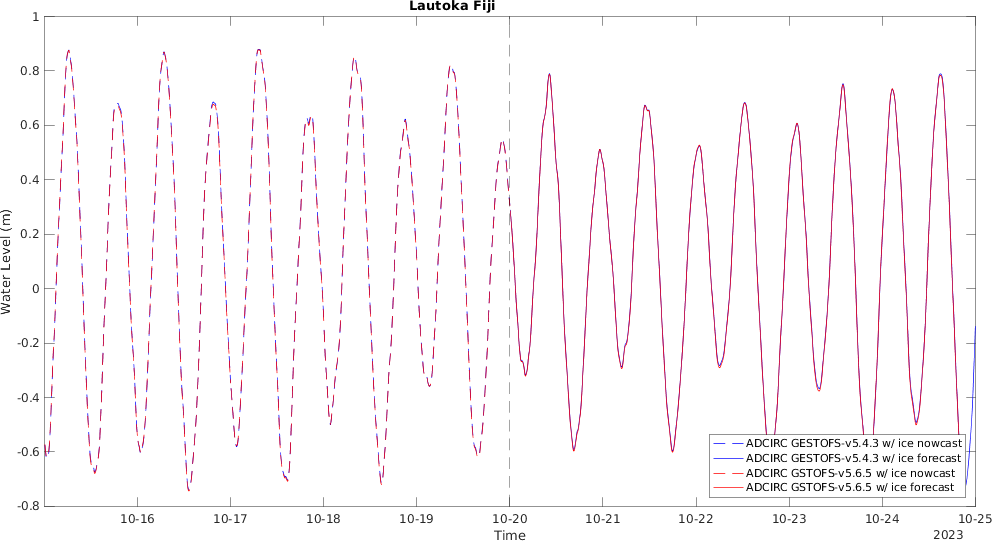 Lautoka Fiji
Water Level (m)
1
0.8
0.6
0.4
0.2
0
-0.2
-0.4
-0.6
-0.8
10-16 10-17 10-18 10-19 10-20 10-21 10-22 10-23 10-24 10-25
Time
2023
ADCIRC GESTOFS-v5.4.3 w/ ice nowcast
ADCIRC GESTOFS-v5.4.3 w/ ice forecast
ADCIRC GSTOFS-v5.6.5 w/ ice nowcast
ADCIRC GSTOFS-v5.6.5 w/ ice forecast